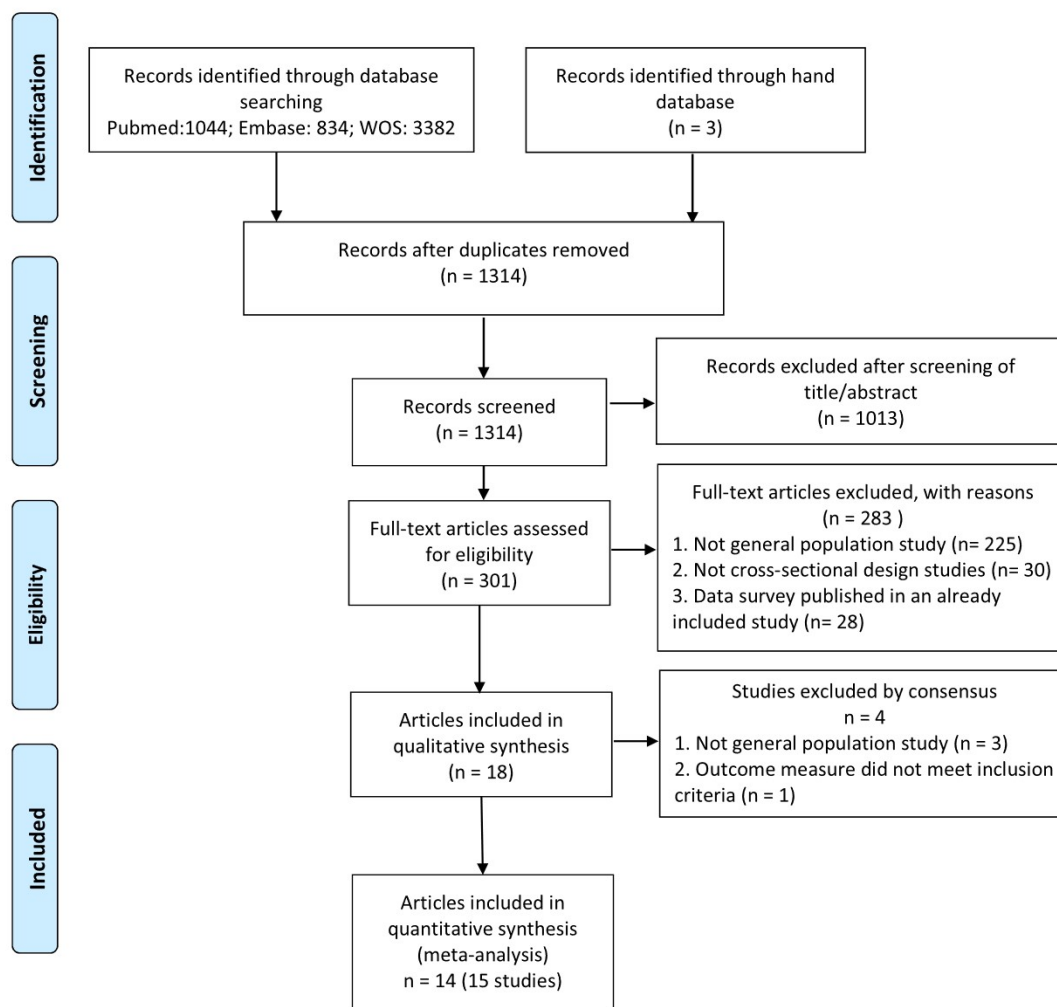 Identification
Records identified through database
searching
Pubmed:1044; Embase: 834; WOS: 3382
Records identified through hand
database
(n = 3)
Records after duplicates removed
(n = 1314)
Screening
Records screened
(n = 1314)
Records excluded after screening of
title/abstract
(n = 1013)
Eligibility
Full-text articles assessed
for eligibility
(n = 301)
Full-text articles excluded, with reasons
(n = 283 )
1. Not general population study (n= 225)
2. Not cross-sectional design studies (n= 30)
3. Data survey published in an already
included study (n= 28)
Articles included in
qualitative synthesis
(n = 18)
Studies excluded by consensus
n = 4
1. Not general population study (n = 3)
2. Outcome measure did not meet inclusion
criteria (n = 1)
Included
Articles included in
quantitative synthesis
(meta-analysis)
n = 14 (15 studies)